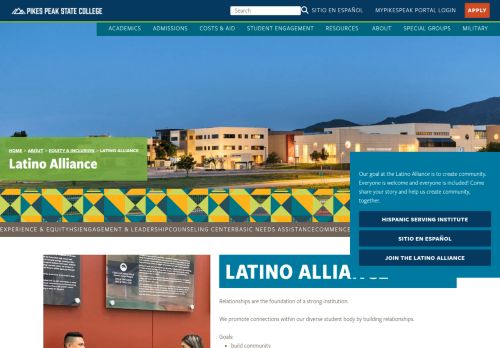 PIKES PEAK STATE COLLEGE
Search
SITIO EN ESPAÑOL
MYPIKESPEAK PORTAL LOGIN
APPLY
ACADEMICS
ADMISSIONS
COSTS & AID
STUDENT ENGAGEMENT
RESOURCES
ABOUT
SPECIAL GROUPS
MILITARY
HOME > ABOUT > EQUITY & INCLUSION > LATINO ALLIANCE
Latino Alliance
Our goal at the Latino Alliance is to create community.
Everyone is welcome and everyone is included! Come
share your story and help us create community,
together.
HISPANIC SERVING INSTITUTE
SITIO EN ESPAÑOL
JOIN THE LATINO ALLIANCE
EXPERIENCE & EQUITYHSIENGAGEMENT & LEADERSHIPCOUNSELING CENTERBASIC NEEDS ASSISTANCECOMMENCE
LATINO ALLIANCE
Relationships are the foundation of a strong institution.
We promote connections within our diverse student body by building relationships.
Goals:
• build community